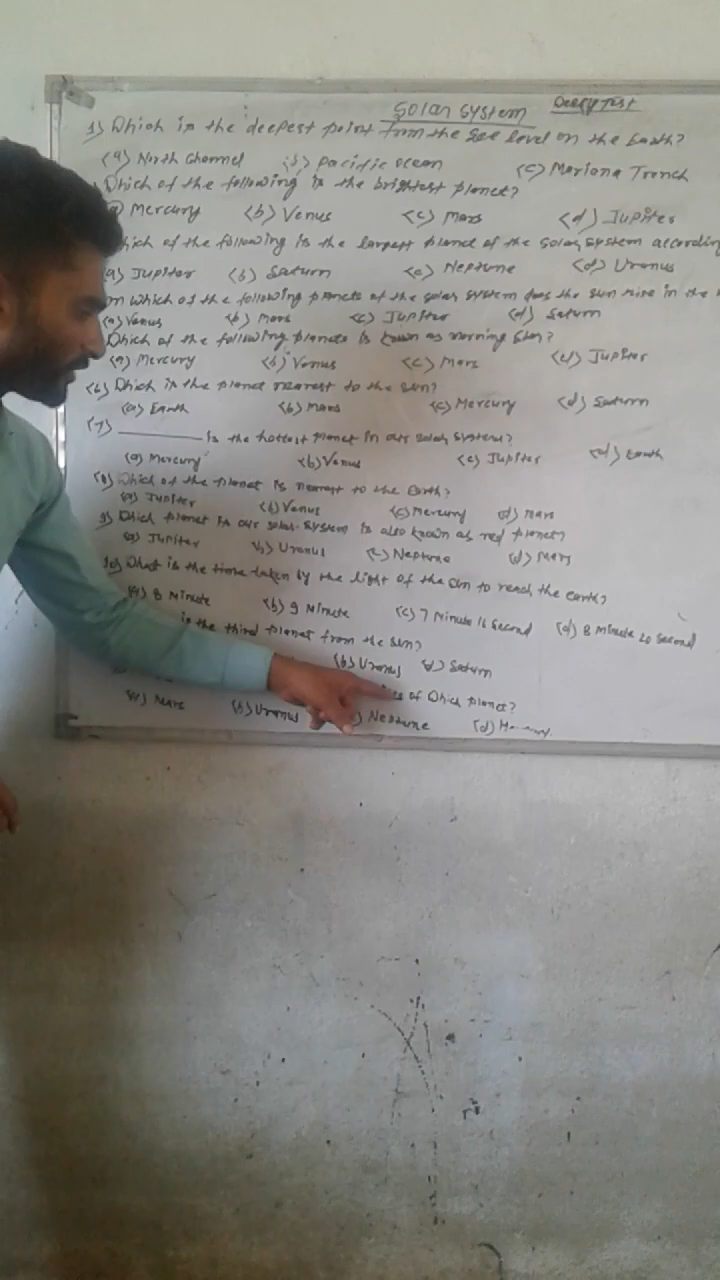 Solar System
1) Which is the deepest point from the see level on the Earth?
(a) North Channel (b) pacific ocean (c) Mariana Trench
Which of the following is the brightest planet?
(a) Mercury (b) Venus (c) Mars (d) Jupiter
Which of the following is the largest planet of the solar system according
(a) Jupiter (b) Saturn (c) Neptune (d) Uranus
In which of the following planets of the solar system does the sun rise in the
(a) Venus (b) Mars (c) Jupiter (d) Saturn
Which of the following planets is known as morning star?
(a) Mercury (b) Venus (c) Mars (d) Jupiter
(6) Which is the planet nearest to the sun?
(a) Earth (b) Mars (c) Mercury (d) Saturn
(7) ________ is the hottest planet in our solar system?
(a) Mercury (b) Venus (c) Jupiter (d) Earth
(8) Which of the planet is nearest to the Earth?
(a) Jupiter (b) Venus (c) Mercury (d) Mars
9) Which planet in our solar-system is also known as red planet?
(a) Jupiter (b) Uranus (c) Neptune (d) Mars
10) What is the time taken by the light of the sun to reach the earth?
(a) 8 Minute (b) 9 Minute (c) 7 Minute 16 Second (d) 8 Minute 20 Second
is the third planet from the sun?
(b) Uranus (d) Saturn
of Which planet?
(a) Mars (b) Uranus Neptune (d) Mercury